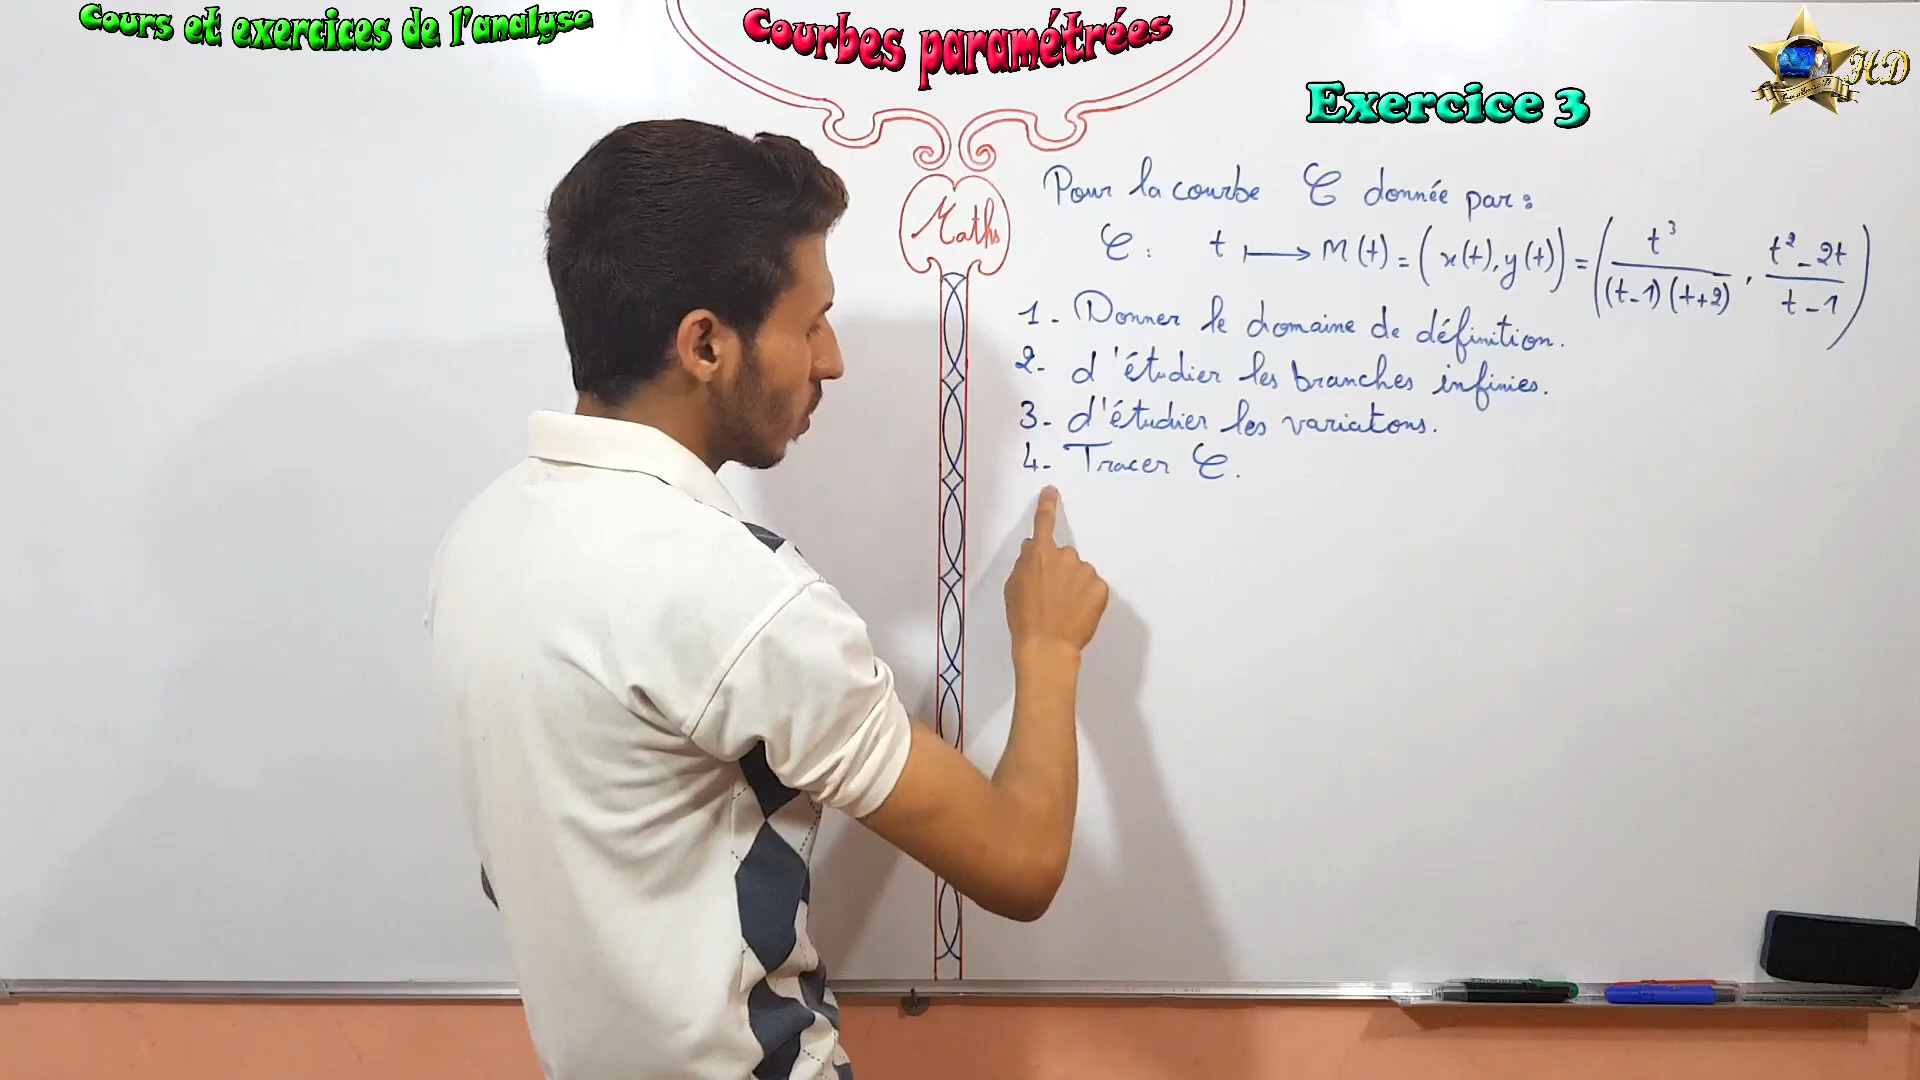 Cours et exercices de l'analyse
Courbes paramétrées
HD
Exercice 3
Maths
Pour la courbe C donnée par :
C : t ⟼ M(t) = (x(t), y(t)) = ( t³ / (t-1)(t+2) , t² - 2t / t - 1 )
1 - Donner le domaine de définition.
2 - d'étudier les branches infinies.
3 - d'étudier les variatons.
4 - Tracer C.